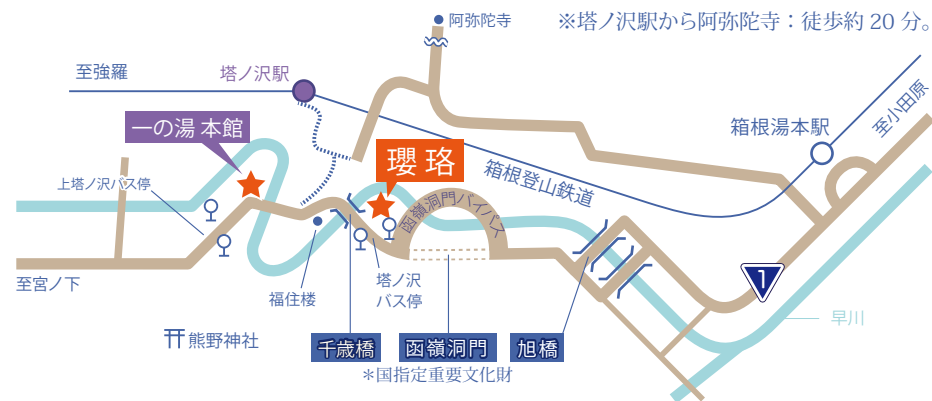 阿弥陀寺
※塔ノ沢駅から阿弥陀寺：徒歩約 20 分。
至強羅
塔ノ沢駅
至小田原
箱根湯本駅
一の湯 本館
瓔 珞
箱根登山鉄道
上塔ノ沢バス停
函嶺洞門バイパス
至宮ノ下
福住楼
塔ノ沢
バス停
1
早川
熊野神社
千歳橋
函嶺洞門
旭橋
＊国指定重要文化財